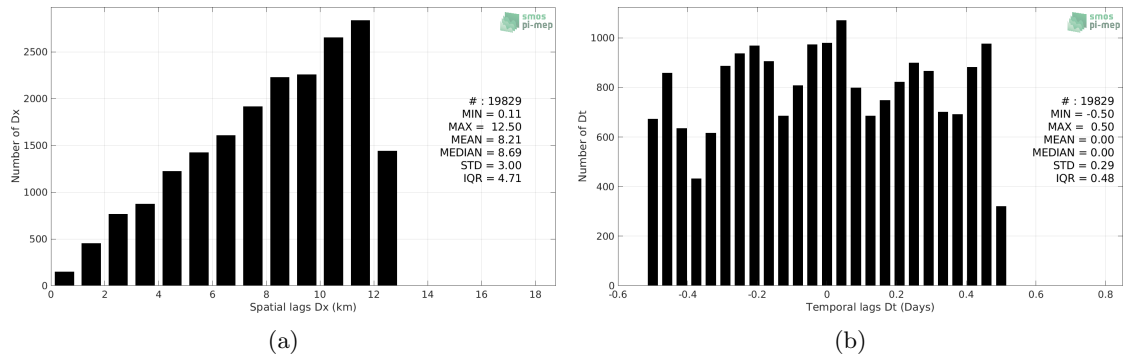 smos
pi-mep
2500
2000
1500
1000
500
0
Number of Dx
# : 19829
MIN = 0.11
MAX = 12.50
MEAN = 8.21
MEDIAN = 8.69
STD = 3.00
IQR = 4.71
0 2 4 6 8 10 12 14 16 18
Spatial lags Dx (km)
(a)
smos
pi-mep
1000
800
600
400
200
0
Number of Dt
# : 19829
MIN = -0.50
MAX = 0.50
MEAN = 0.00
MEDIAN = 0.00
STD = 0.29
IQR = 0.48
-0.6 -0.4 -0.2 0 0.2 0.4 0.6 0.8
Temporal lags Dt (Days)
(b)